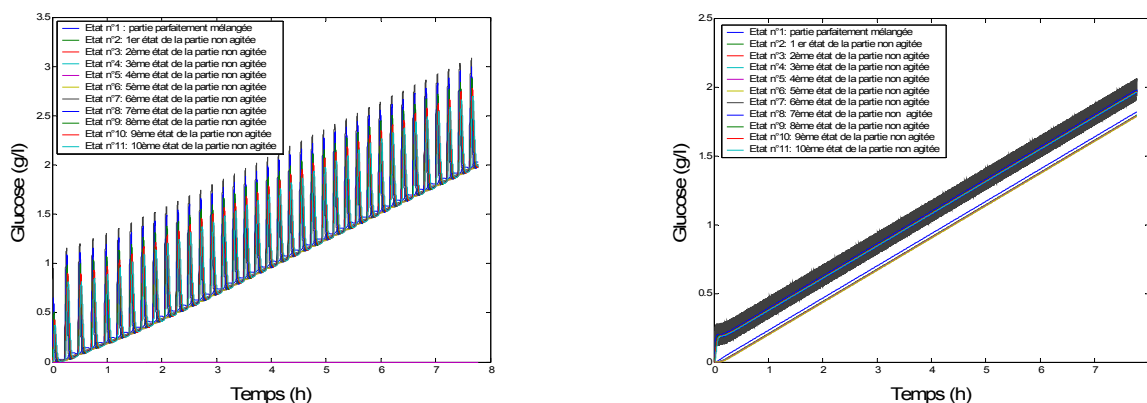 3.5
3
2.5
2
1.5
1
0.5
0
Glucose (g/l)
Etat n°1 : partie parfaitement mélangée
Etat n°2: 1er état de la partie non agitée
Etat n°3: 2ème état de la partie non agitée
Etat n°4: 3ème état de la partie non agitée
Etat n°5: 4ème état de la partie non agitée
Etat n°6: 5ème état de la partie non agitée
Etat n°7: 6ème état de la partie non agitée
Etat n°8: 7ème état de la partie non agitée
Etat n°9: 8ème état de la partie non agitée
Etat n°10: 9ème état de la partie non agitée
Etat n°11: 10ème état de la partie non agitée
0 1 2 3 4 5 6 7 8
Temps (h)
2.5
2
1.5
1
0.5
0
Glucose (g/l)
Etat n°1: partie parfaitement mélangée
Etat n°2: 1 er état de la partie non agitée
Etat n°3: 2ème état de la partie non agitée
Etat n°4: 3ème état de la partie non agitée
Etat n°5: 4ème état de la partie non agitée
Etat n°6: 5ème état de la partie non agitée
Etat n°7: 6ème état de la partie non agitée
Etat n°8: 7ème état de la partie non agitée
Etat n°9: 8ème état de la partie non agitée
Etat n°10: 9ème état de la partie non agitée
Etat n°11: 10ème état de la partie non agitée
0 1 2 3 4 5 6 7
Temps (h)